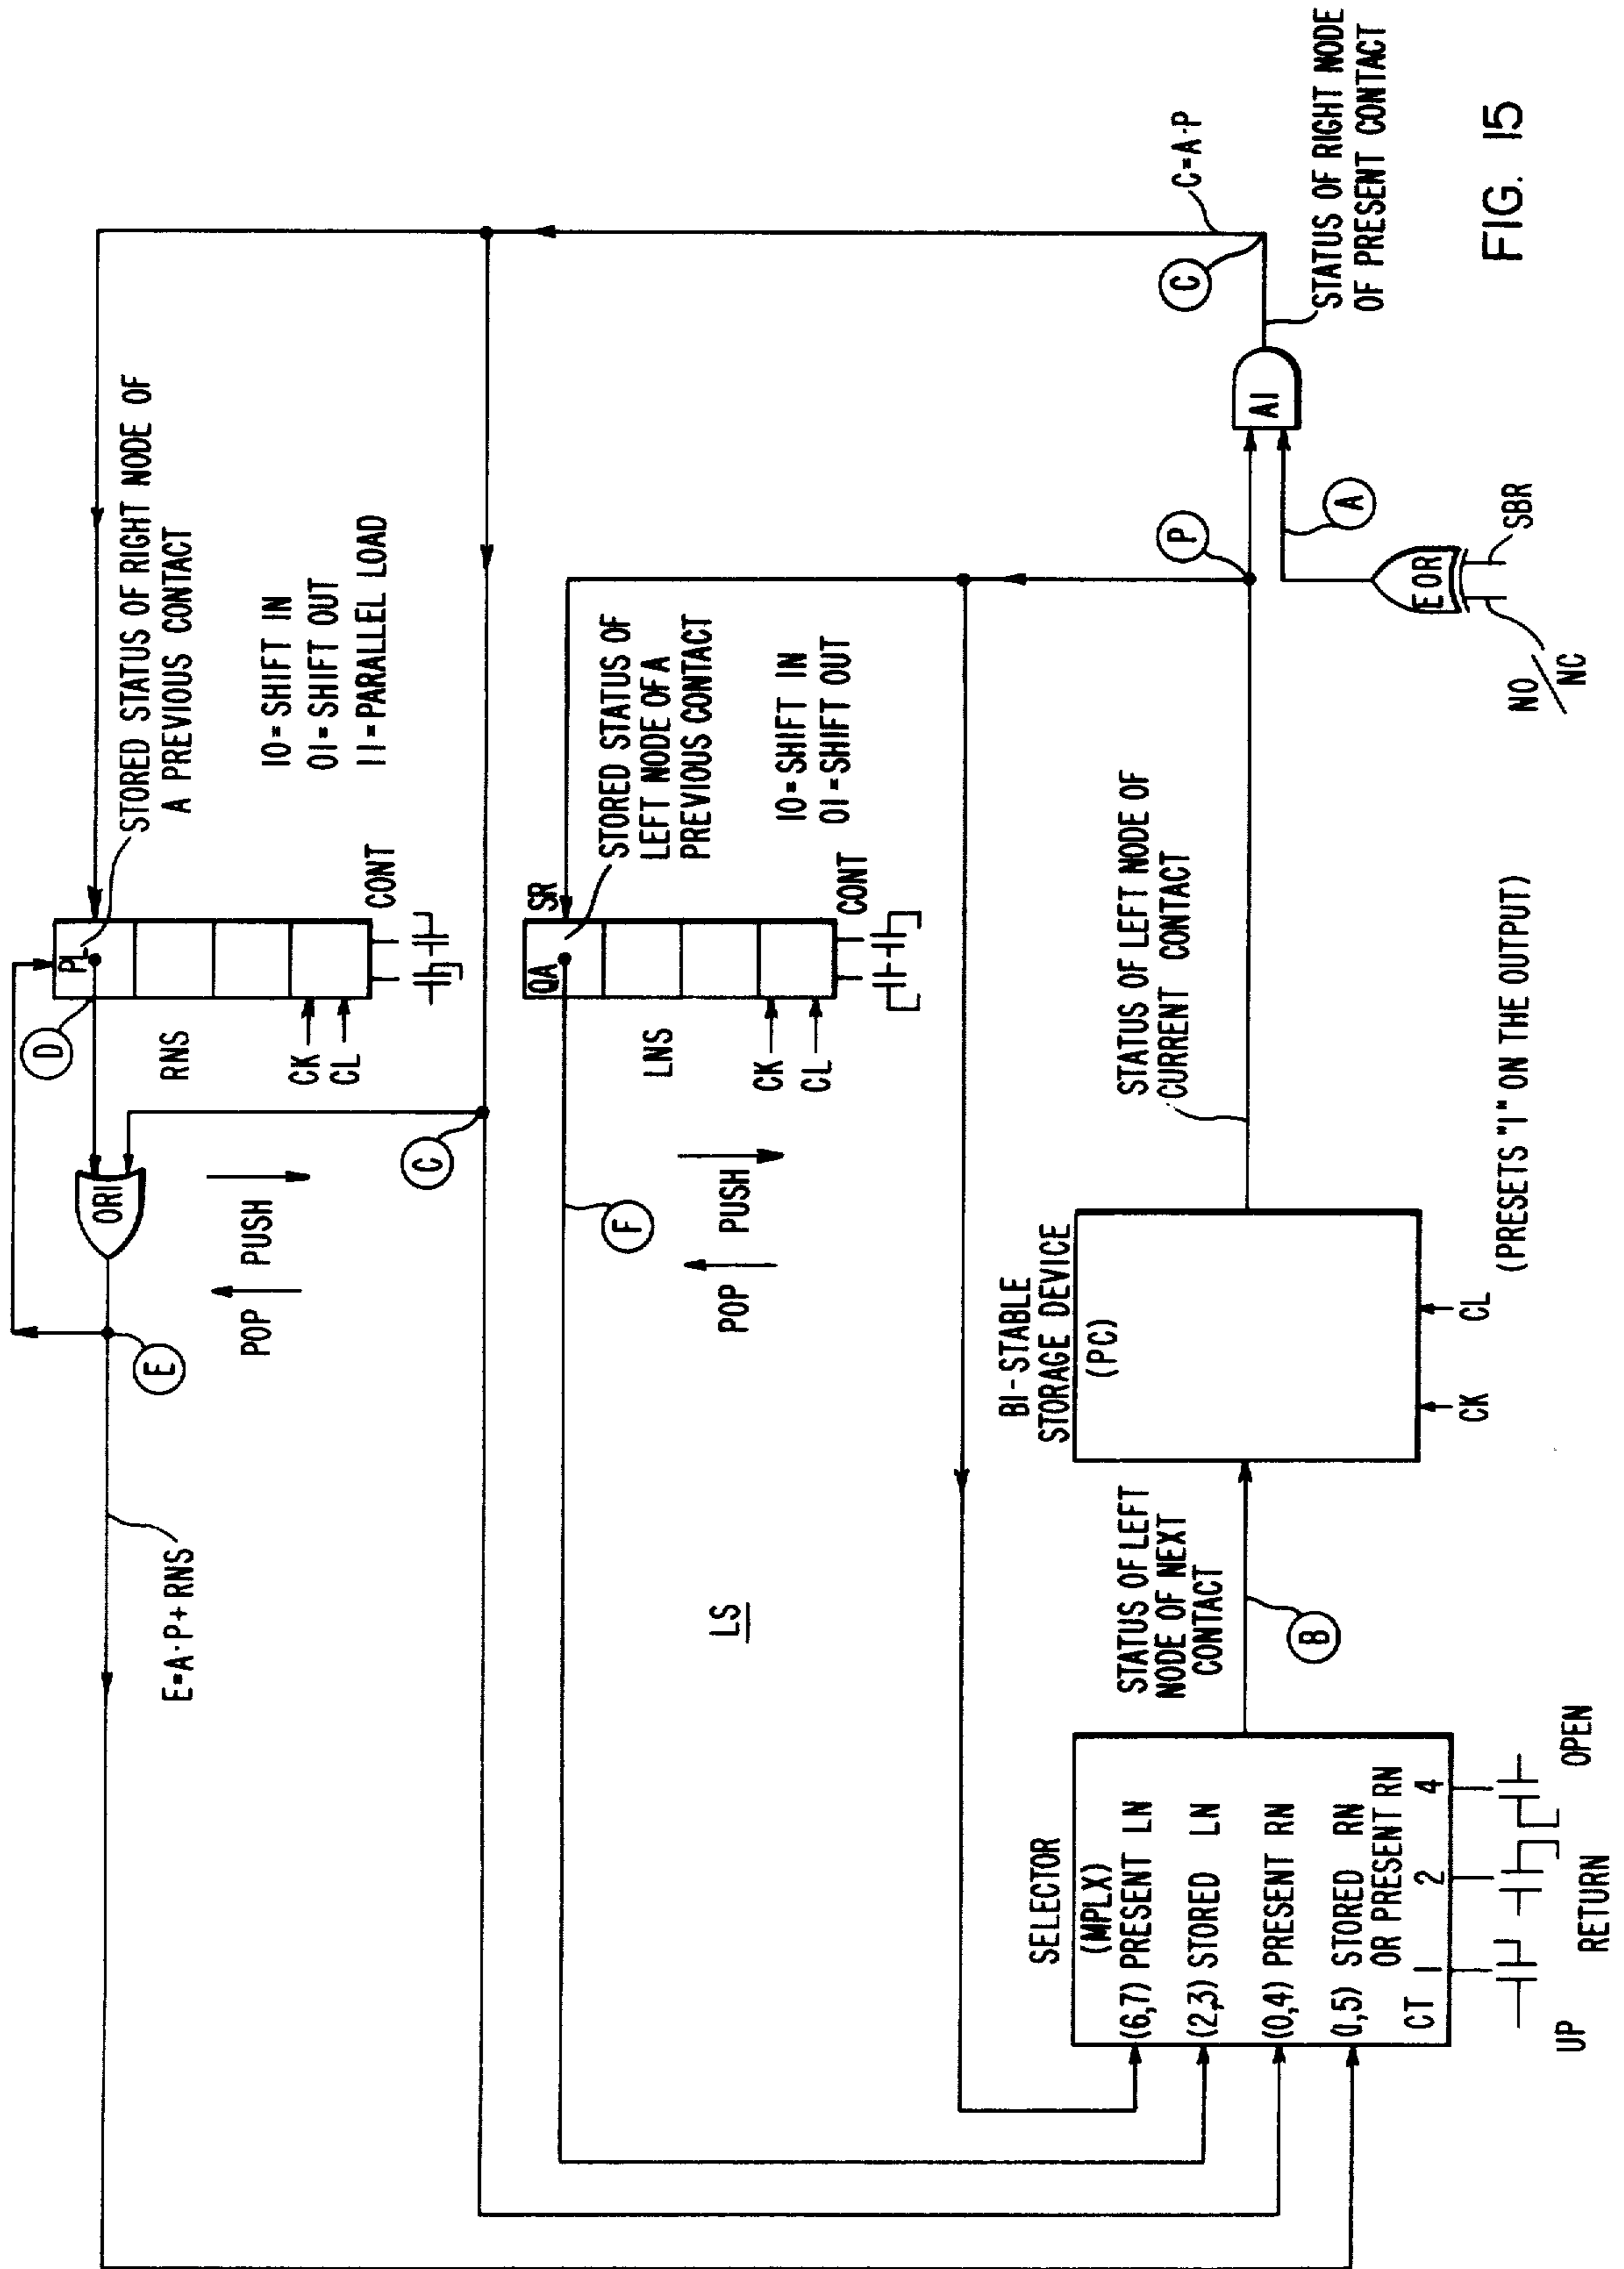 FIG. 15
C=A·P
STATUS OF RIGHT NODE
OF PRESENT CONTACT
C
A1
A
P
E OR
SBR
NO/NC
STORED STATUS OF RIGHT NODE OF
A PREVIOUS CONTACT
10=SHIFT IN
01=SHIFT OUT
11=PARALLEL LOAD
PL
CONT
D
RNS
CK
CL
OR1
E
POP
PUSH
E=A·P+RNS
C
SR
QA
STORED STATUS OF
LEFT NODE OF A
PREVIOUS CONTACT
10=SHIFT IN
01=SHIFT OUT
CONT
LNS
CK
CL
F
POP
PUSH
LS
STATUS OF LEFT NODE OF
CURRENT CONTACT
BI-STABLE
STORAGE DEVICE
(PC)
CK
CL
(PRESETS "1" ON THE OUTPUT)
STATUS OF LEFT
NODE OF NEXT
CONTACT
B
SELECTOR
(MPLX)
(6,7) PRESENT LN
(2,3) STORED LN
(0,4) PRESENT RN
(1,5) STORED RN
OR PRESENT RN
CT 1 2 4
UP
RETURN
OPEN